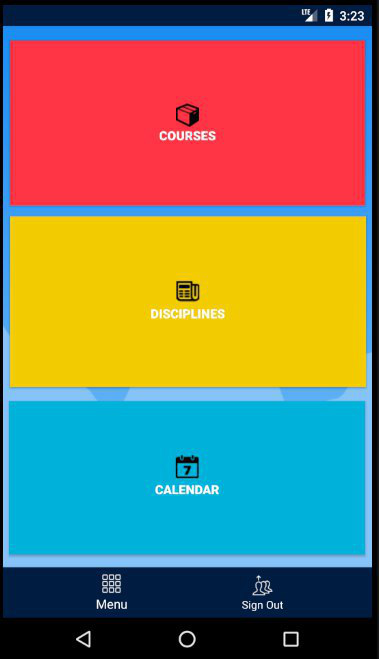 LTE 3:23
COURSES
DISCIPLINES
7
CALENDAR
Menu Sign Out